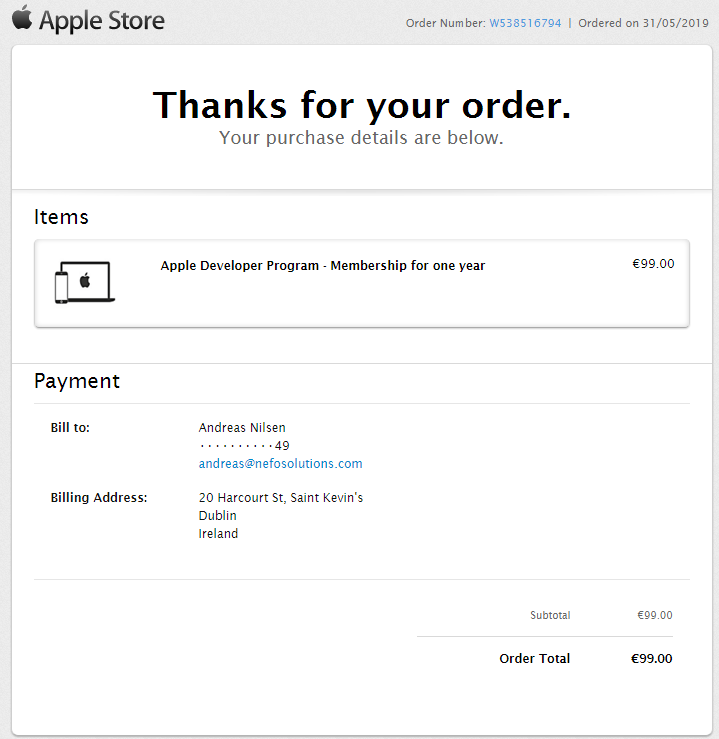 Apple Store
Order Number: W538516794 | Ordered on 31/05/2019
Thanks for your order.
Your purchase details are below.
Items
Apple Developer Program - Membership for one year €99.00
Payment
Bill to: Andreas Nilsen
··········49
andreas@nefosolutions.com
Billing Address: 20 Harcourt St, Saint Kevin's
Dublin
Ireland
Subtotal €99.00
Order Total €99.00